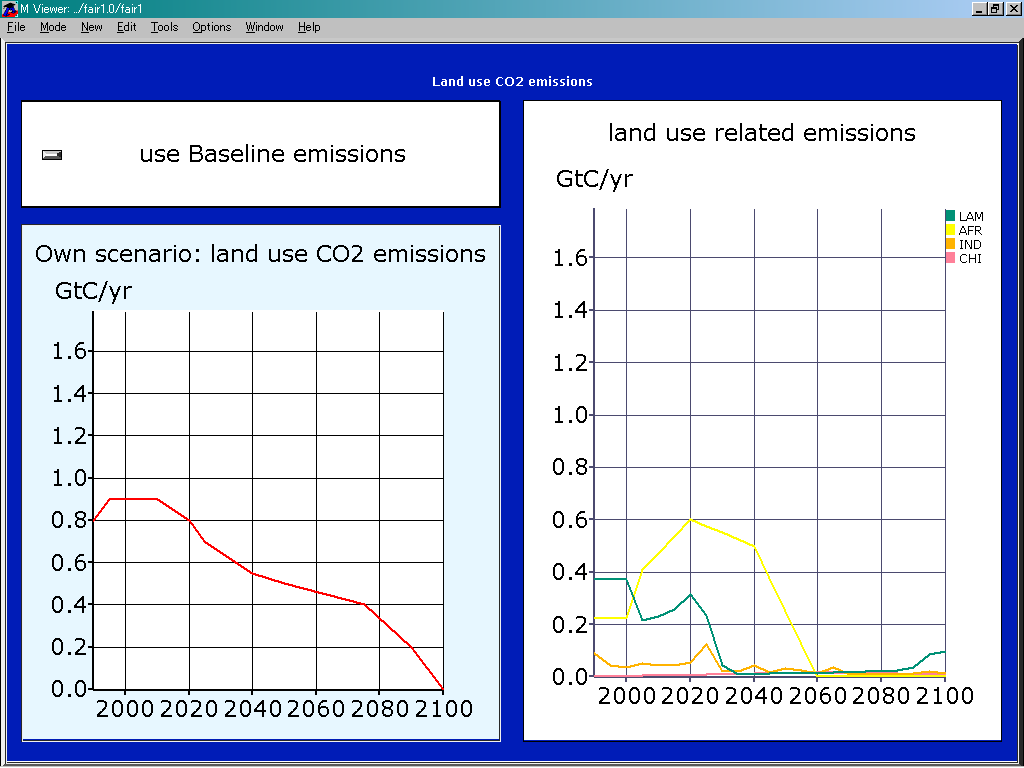 M Viewer: ../fair1.0/fair1
File Mode New Edit Tools Options Window Help
Land use CO2 emissions
use Baseline emissions
Own scenario: land use CO2 emissions
GtC/yr
1.6
1.4
1.2
1.0
0.8
0.6
0.4
0.2
0.0
2000 2020 2040 2060 2080 2100
land use related emissions
GtC/yr
LAM
AFR
IND
CHI
1.6
1.4
1.2
1.0
0.8
0.6
0.4
0.2
0.0
2000 2020 2040 2060 2080 2100